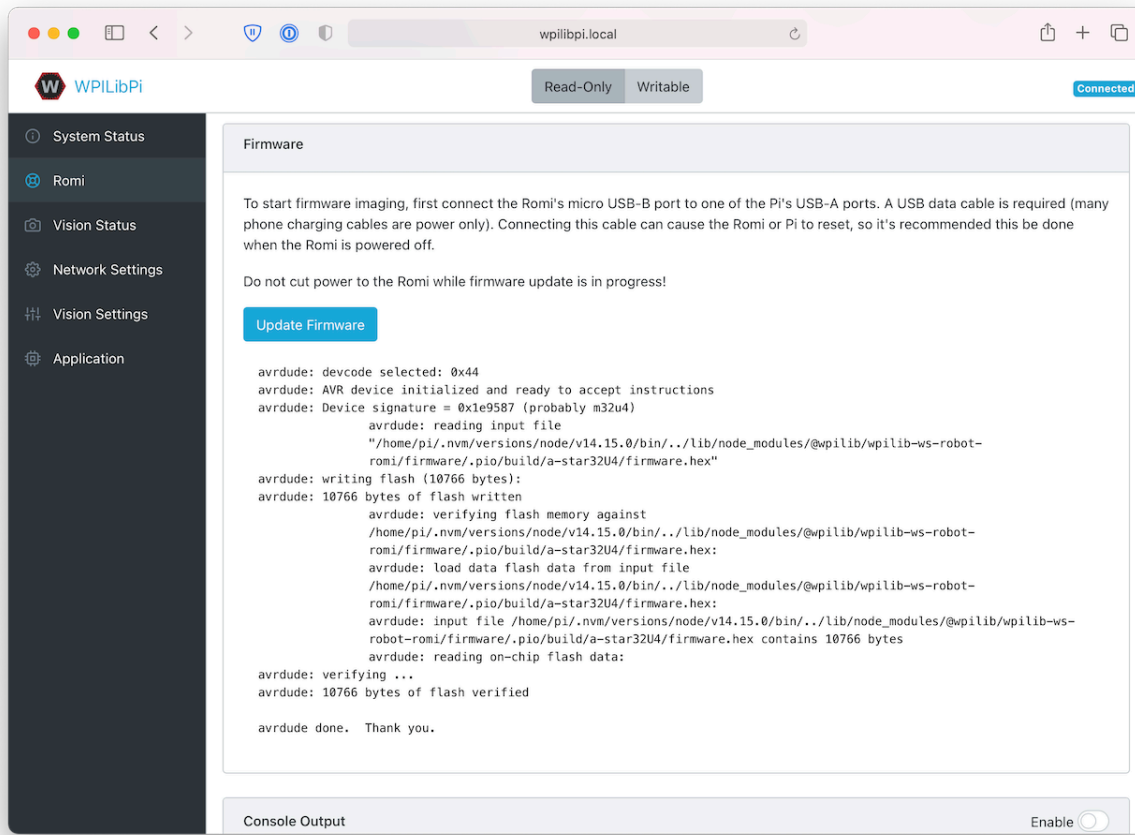 wpilibpi.local
W WPILibPi
Read-Only Writable
Connected
System Status
Romi
Vision Status
Network Settings
Vision Settings
Application
Firmware
To start firmware imaging, first connect the Romi's micro USB-B port to one of the Pi's USB-A ports. A USB data cable is required (many
phone charging cables are power only). Connecting this cable can cause the Romi or Pi to reset, so it's recommended this be done
when the Romi is powered off.
Do not cut power to the Romi while firmware update is in progress!
Update Firmware
avrdude: devcode selected: 0x44
avrdude: AVR device initialized and ready to accept instructions
avrdude: Device signature = 0x1e9587 (probably m32u4)
avrdude: reading input file
"/home/pi/.nvm/versions/node/v14.15.0/bin/../lib/node_modules/@wpilib/wpilib-ws-robot-
romi/firmware/.pio/build/a-star32U4/firmware.hex"
avrdude: writing flash (10766 bytes):
avrdude: 10766 bytes of flash written
avrdude: verifying flash memory against
/home/pi/.nvm/versions/node/v14.15.0/bin/../lib/node_modules/@wpilib/wpilib-ws-robot-
romi/firmware/.pio/build/a-star32U4/firmware.hex:
avrdude: load data flash data from input file
/home/pi/.nvm/versions/node/v14.15.0/bin/../lib/node_modules/@wpilib/wpilib-ws-robot-
romi/firmware/.pio/build/a-star32U4/firmware.hex:
avrdude: input file /home/pi/.nvm/versions/node/v14.15.0/bin/../lib/node_modules/@wpilib/wpilib-ws-
robot-romi/firmware/.pio/build/a-star32U4/firmware.hex contains 10766 bytes
avrdude: reading on-chip flash data:
avrdude: verifying ...
avrdude: 10766 bytes of flash verified
avrdude done.  Thank you.
Console Output
Enable